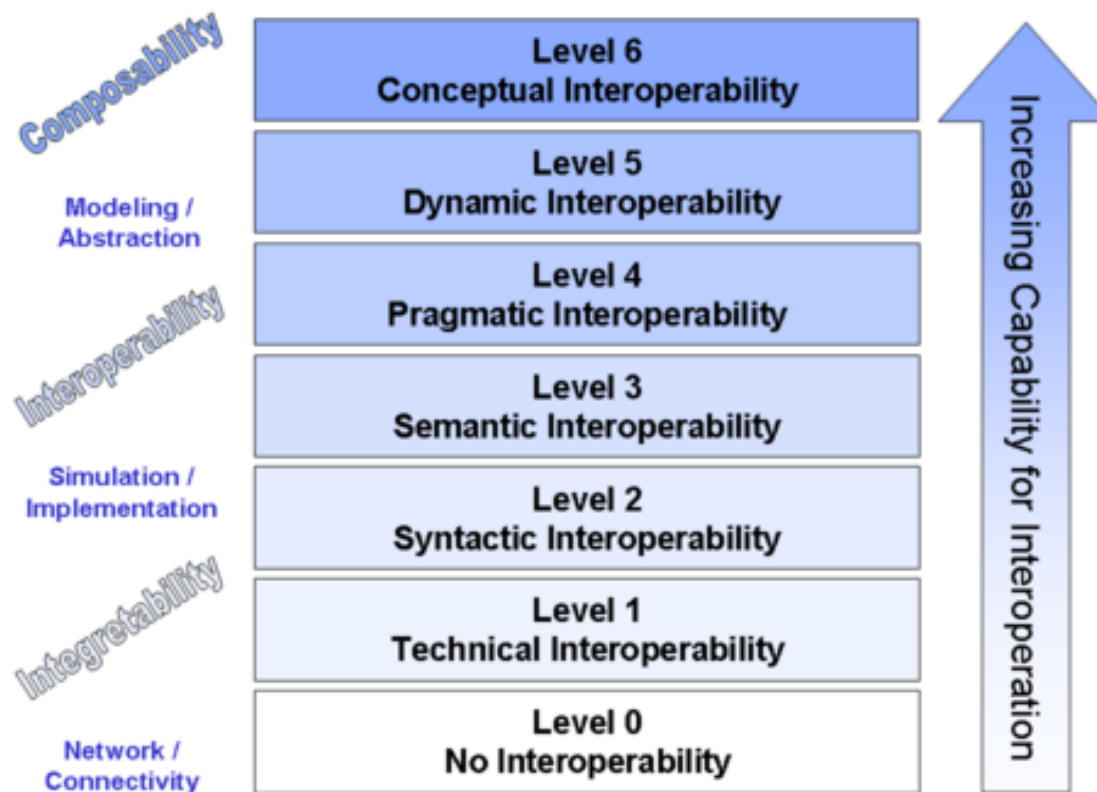 Composability
Modeling /
Abstraction
Interoperability
Simulation /
Implementation
Integretability
Network /
Connectivity
Level 6
Conceptual Interoperability
Level 5
Dynamic Interoperability
Level 4
Pragmatic Interoperability
Level 3
Semantic Interoperability
Level 2
Syntactic Interoperability
Level 1
Technical Interoperability
Level 0
No Interoperability
Increasing Capability for Interoperation